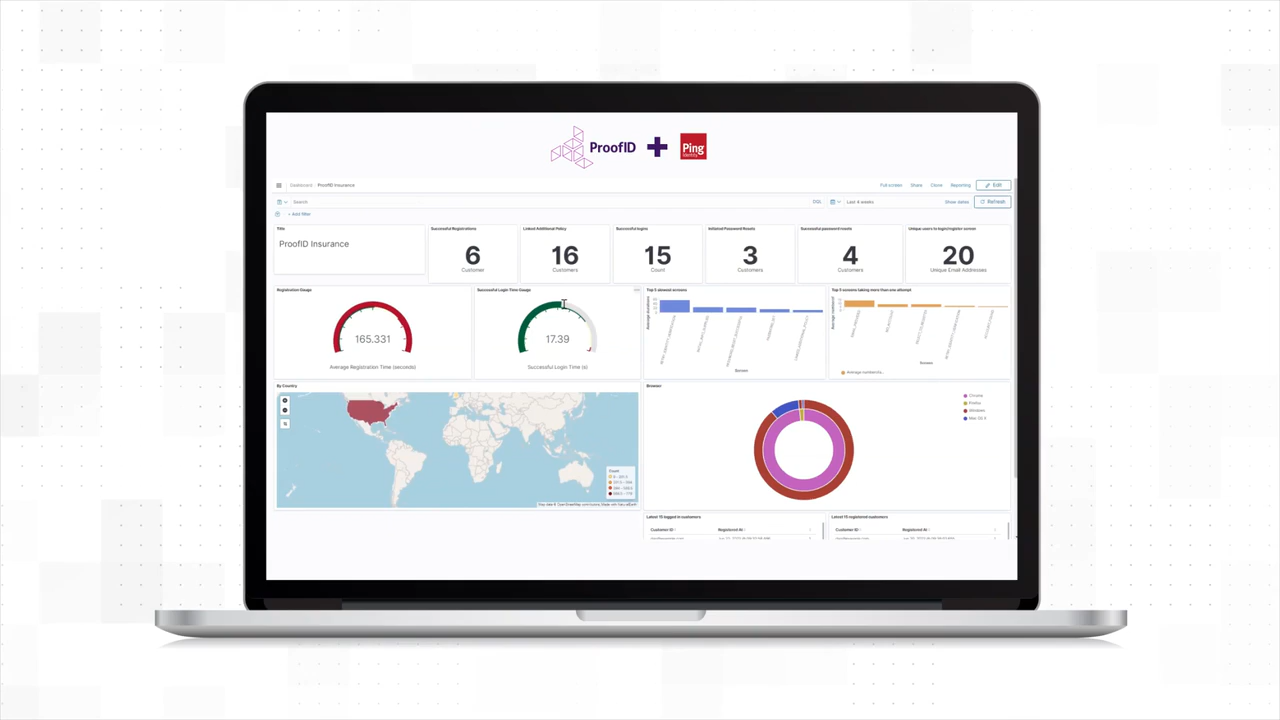 ProofID
Ping
Identity
Dashboard ProofID Insurance
Full screen Share Clone Reporting Edit
Search
Last 4 weeks
Show dates
Refresh
+ Add filter
Title
ProofID Insurance
Successful Registrations
6
Customer
Linked Additional Policy
16
Customers
Successful logins
15
Count
Initiated Password Resets
3
Customers
Successful password resets
4
Customers
Unique users to login/register screen
20
Unique Email Addresses
Registration Gauge
165.331
Average Registration Time (seconds)
Successful Login Time Gauge
17.39
Successful Login Time (s)
Top 5 slowest screens
Screen
Top 5 screens taking more than one attempt
Screen
By Country
Count
Browser
Chrome
Firefox
Windows
Mac OS X
Latest 15 logged in customers
Customer ID
Registered At
Latest 15 registered customers
Customer ID
Registered At